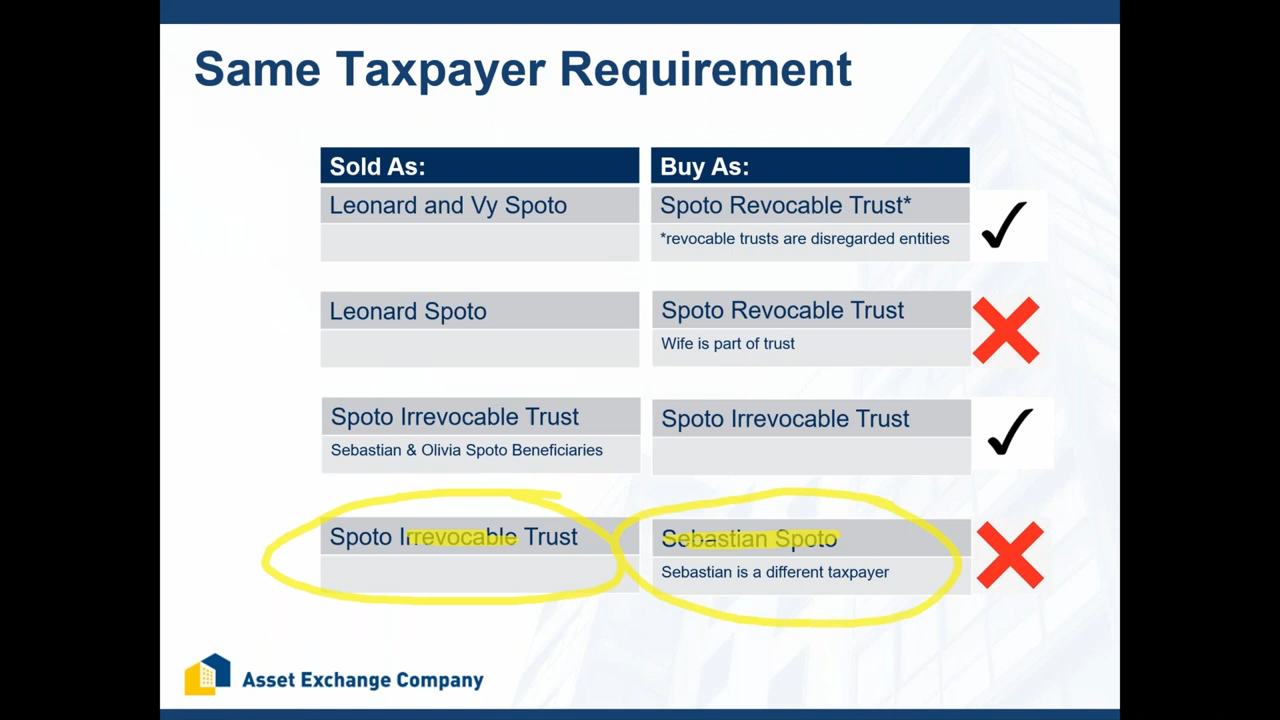 Same Taxpayer Requirement
Sold As: Buy As:
Leonard and Vy Spoto Spoto Revocable Trust*
*revocable trusts are disregarded entities
Leonard Spoto Spoto Revocable Trust
Wife is part of trust
Spoto Irrevocable Trust Spoto Irrevocable Trust
Sebastian & Olivia Spoto Beneficiaries
Spoto Irrevocable Trust Sebastian Spoto
Sebastian is a different taxpayer
Asset Exchange Company